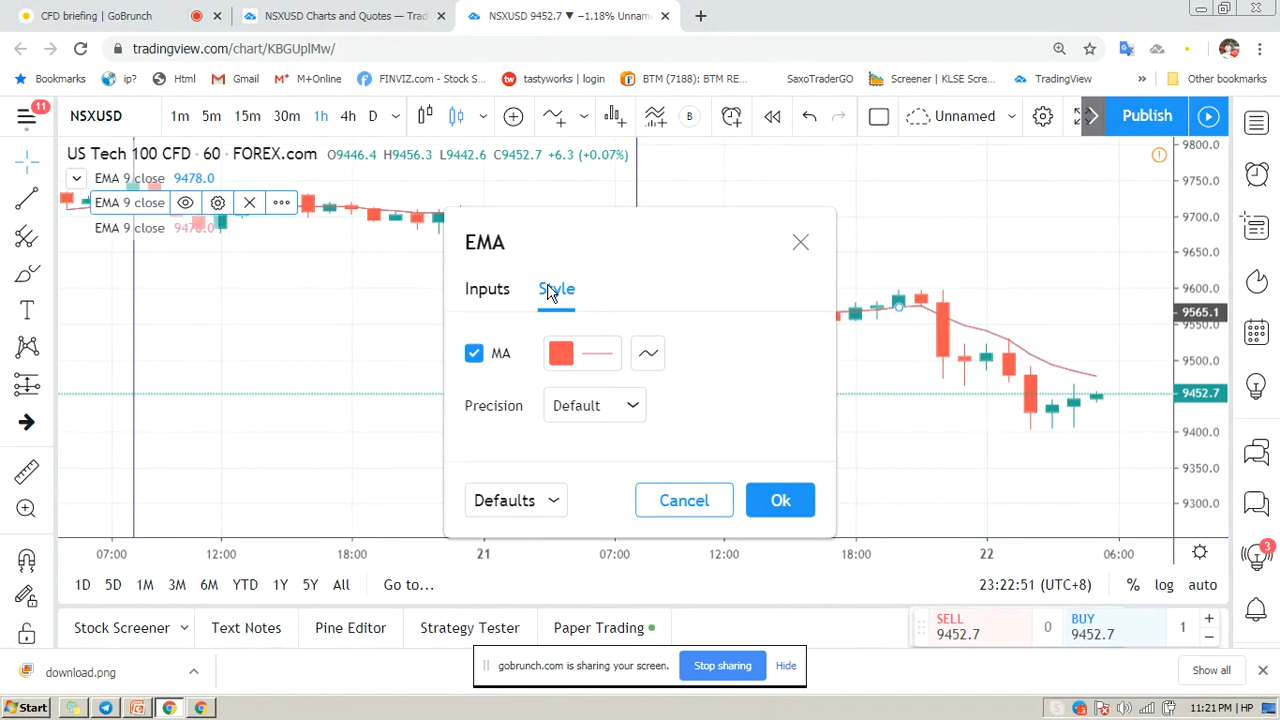 CFD briefing | GoBrunch
NSXUSD Charts and Quotes — Tradi
NSXUSD 9452.7 ▼ −1.18% Unname
tradingview.com/chart/KBGUplMw/
Bookmarks
ip?
Html
Gmail
M+Online
FINVIZ.com - Stock S...
tastyworks | login
BTM (7188): BTM RE...
SaxoTraderGO
Screener | KLSE Scre...
TradingView
»
Other bookmarks
11
NSXUSD
1m 5m 15m 30m 1h 4h D
B
Unnamed
Publish
US Tech 100 CFD · 60 · FOREX.com O9446.4 H9456.3 L9442.6 C9452.7 +6.3 (+0.07%)
EMA 9 close 9478.0
EMA 9 close
EMA 9 close 9478.0
EMA
Inputs
Style
MA
Precision
Default
Defaults
Cancel
Ok
9800.0
9750.0
9700.0
9650.0
9600.0
9565.1
9550.0
9500.0
9452.7
9400.0
9350.0
9300.0
07:00 12:00 18:00 21 07:00 12:00 18:00 22 06:00
1D 5D 1M 3M 6M YTD 1Y 5Y All Go to...
23:22:51 (UTC+8) % log auto
3
Stock Screener
Text Notes
Pine Editor
Strategy Tester
Paper Trading
SELL
9452.7
0
BUY
9452.7
1
download.png
gobrunch.com is sharing your screen.
Stop sharing
Hide
Show all
Start
11:21 PM | HP